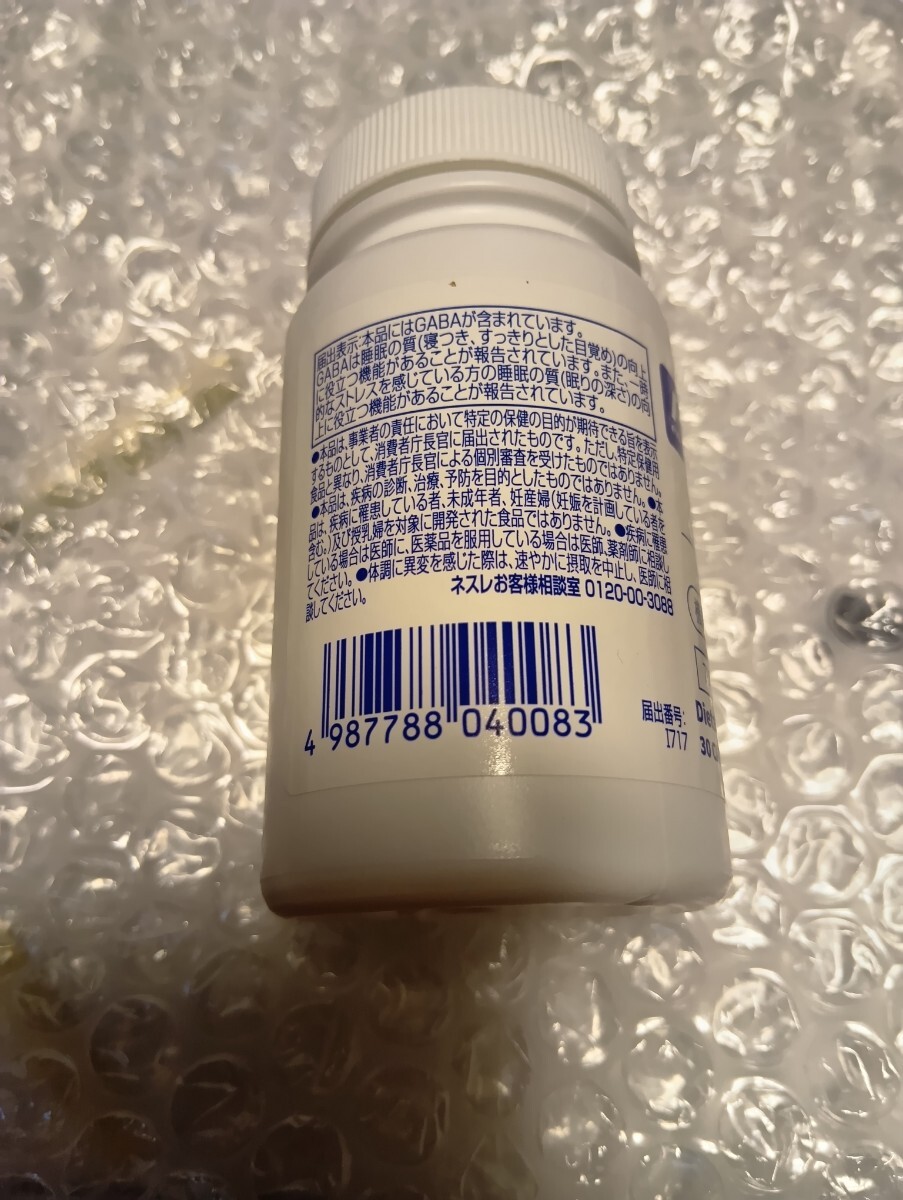 届出表示:本品にはGABAが含まれています。
GABAは睡眠の質(寝つき、すっきりとした目覚め)の向上
に役立つ機能があることが報告されています。また、一時
的なストレスを感じている方の睡眠の質(眠りの深さ)の向
上に役立つ機能があることが報告されています。
●本品は、事業者の責任において特定の保健の目的が期待できる旨を表示
するものとして、消費者庁長官に届出されたものです。ただし、特定保健用
食品と異なり、消費者庁長官による個別審査を受けたものではありません。
●本品は、疾病の診断、治療、予防を目的としたものではありません。●本
品は、疾病に罹患している者、未成年者、妊産婦(妊娠を計画している者を
含む。)及び授乳婦を対象に開発された食品ではありません。●疾病に罹患
している場合は医師に、医薬品を服用している場合は医師、薬剤師に相談し
てください。●体調に異変を感じた際は、速やかに摂取を中止し、医師に相
談してください。
ネスレお客様相談室 0120-00-3088
4 987788 040083
届出番号:
I717
30